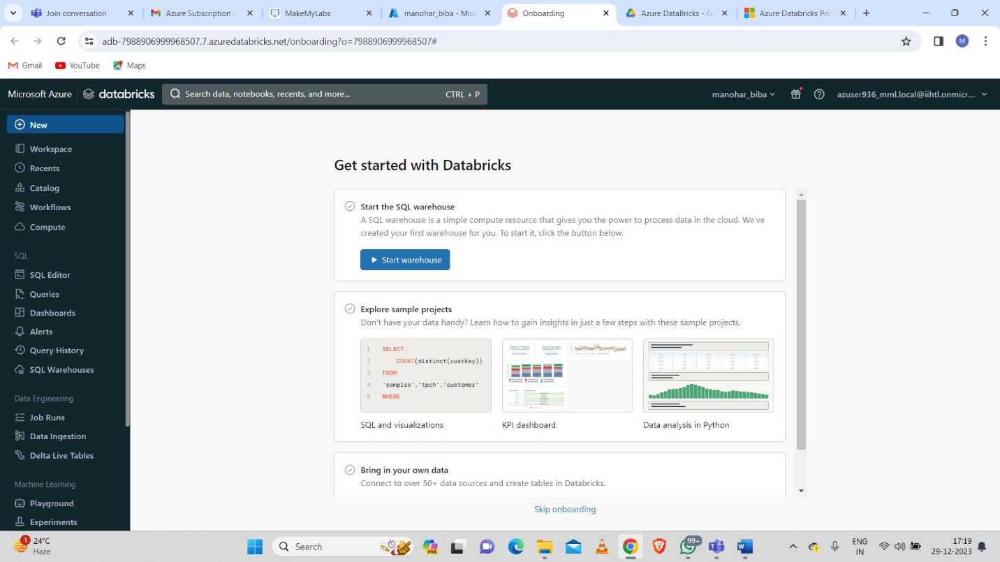 Join conversation
Azure Subscription -
MakeMyLabs
manohar_biba - Micr
Onboarding
Azure DataBricks - G
Azure Databricks Pric
adb-7988906999968507.7.azuredatabricks.net/onboarding?o=7988906999968507#
M
Gmail
YouTube
Maps
Microsoft Azure
databricks
Search data, notebooks, recents, and more...
CTRL + P
manohar_biba
azuser936_mml.local@iihtl.onmicr...
New
Workspace
Recents
Catalog
Workflows
Compute
SQL
SQL Editor
Queries
Dashboards
Alerts
Query History
SQL Warehouses
Data Engineering
Job Runs
Data Ingestion
Delta Live Tables
Machine Learning
Playground
Experiments
Get started with Databricks
Start the SQL warehouse
A SQL warehouse is a simple compute resource that gives you the power to process data in the cloud. We've
created your first warehouse for you. To start it, click the button below.
Start warehouse
Explore sample projects
Don't have your data handy? Learn how to gain insights in just a few steps with these sample projects.
1 SELECT
2 COUNT(distinct(custkey))
3 FROM
4 'samples'.'tpch'.'customer'
5 WHERE
760,000
Customers
60,000
Suppliers
SQL and visualizations
KPI dashboard
Data analysis in Python
Bring in your own data
Connect to over 50+ data sources and create tables in Databricks.
Skip onboarding
1
24°C
Haze
Search
PRE
99+
ENG
IN
17:19
29-12-2023